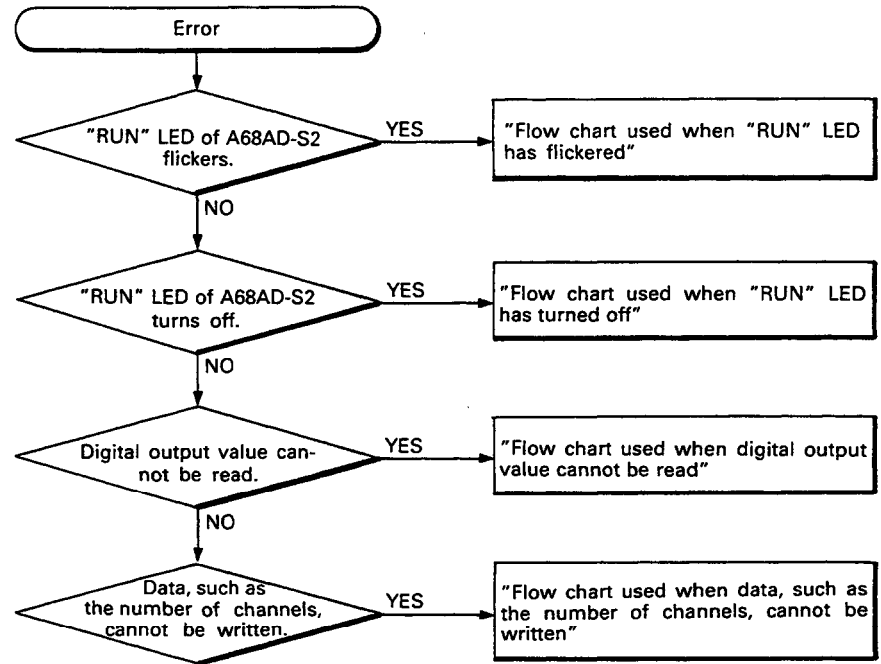 Error
"RUN" LED of A68AD-S2
flickers.
YES
"Flow chart used when "RUN" LED
has flickered"
NO
"RUN" LED of A68AD-S2
turns off.
YES
"Flow chart used when "RUN" LED
has turned off"
NO
Digital output value can-
not be read.
YES
"Flow chart used when digital output
value cannot be read"
NO
Data, such as
the number of channels,
cannot be written.
YES
"Flow chart used when data, such as
the number of channels, cannot be
written"